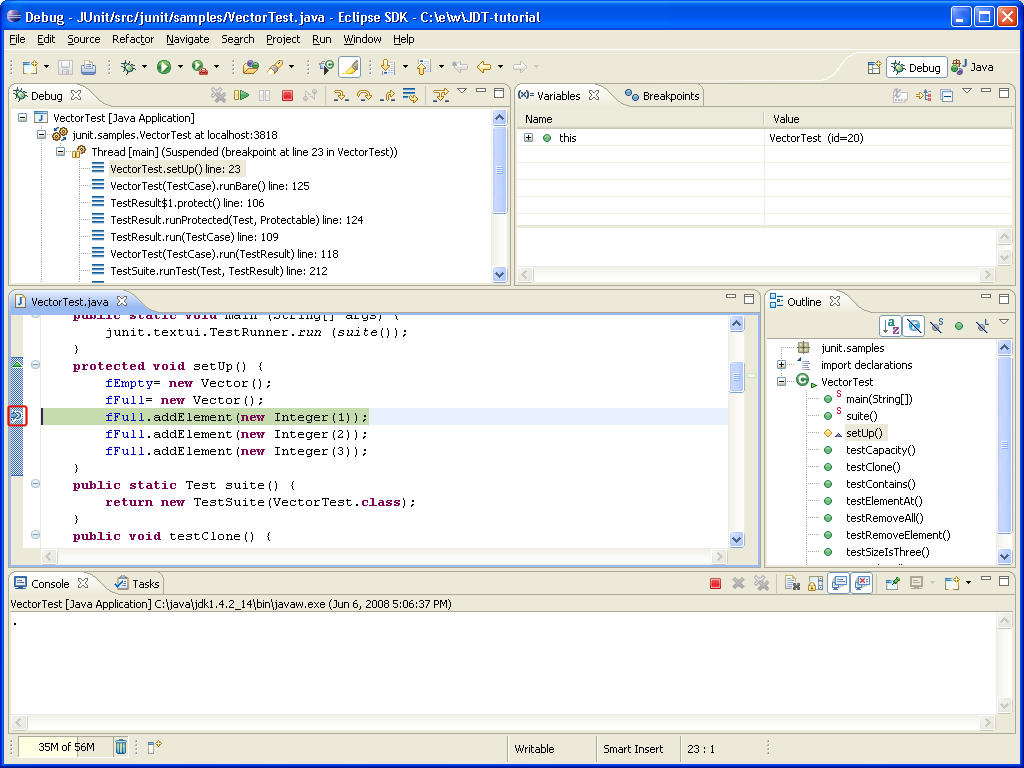 Debug - JUnit/src/junit/samples/VectorTest.java - Eclipse SDK - C:\e\w\JDT-tutorial
File Edit Source Refactor Navigate Search Project Run Window Help
Debug Java
Debug
VectorTest [Java Application]
junit.samples.VectorTest at localhost:3818
Thread [main] (Suspended (breakpoint at line 23 in VectorTest))
VectorTest.setUp() line: 23
VectorTest(TestCase).runBare() line: 125
TestResult$1.protect() line: 106
TestResult.runProtected(Test, Protectable) line: 124
TestResult.run(TestCase) line: 109
VectorTest(TestCase).run(TestResult) line: 118
TestSuite.runTest(Test, TestResult) line: 212
(x)= Variables Breakpoints
Name Value
this VectorTest (id=20)
VectorTest.java
public static void main (String[] args) {
junit.textui.TestRunner.run (suite());
}
protected void setUp() {
fEmpty= new Vector();
fFull= new Vector();
fFull.addElement(new Integer(1));
fFull.addElement(new Integer(2));
fFull.addElement(new Integer(3));
}
public static Test suite() {
return new TestSuite(VectorTest.class);
}
public void testClone() {
Outline
junit.samples
import declarations
VectorTest
main(String[])
suite()
setUp()
testCapacity()
testClone()
testContains()
testElementAt()
testRemoveAll()
testRemoveElement()
testSizeIsThree()
Console Tasks
VectorTest [Java Application] C:\java\jdk1.4.2_14\bin\javaw.exe (Jun 6, 2008 5:06:37 PM)
.
35M of 56M Writable Smart Insert 23 : 1